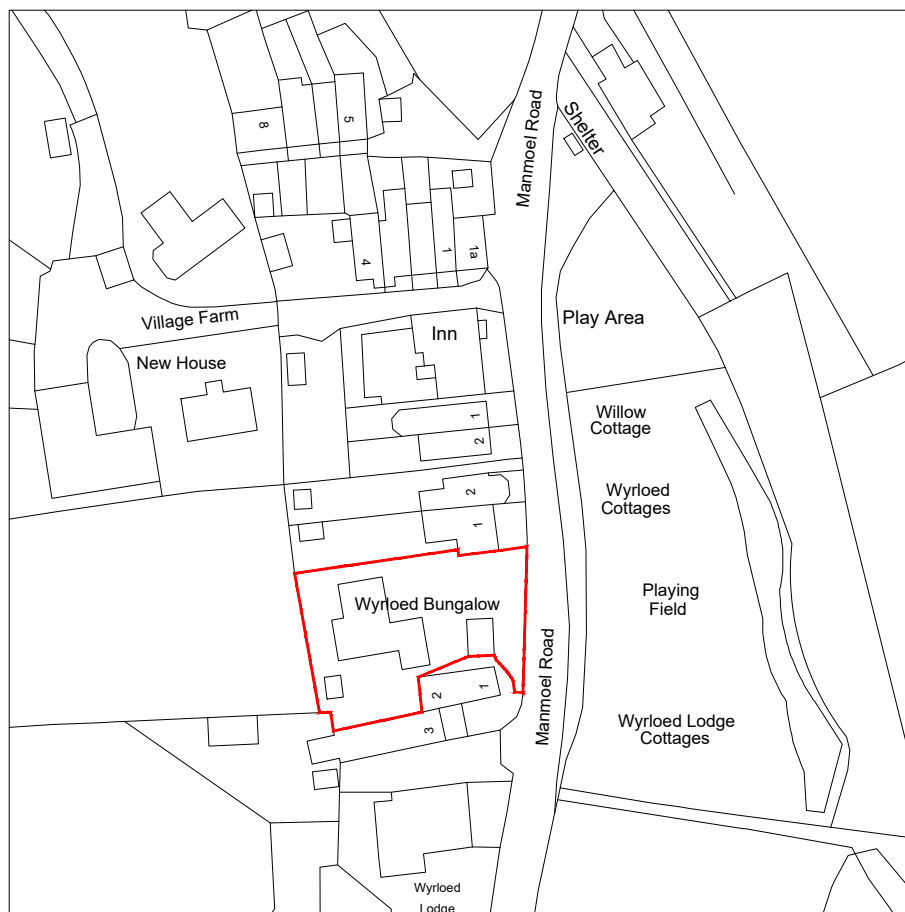 Manmoel Road
Shelter
5
8
1
1a
4
Village Farm
Inn
Play Area
New House
1
2
Willow
Cottage
2
1
Wyrloed
Cottages
Wyrloed Bungalow
Playing
Field
1
2
3
Manmoel Road
Wyrloed Lodge
Cottages
Wyrloed
Lodge